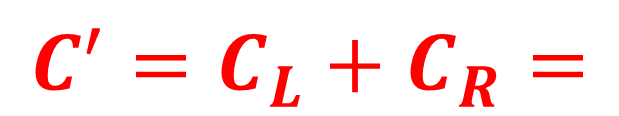 C′ = C_L + C_R =